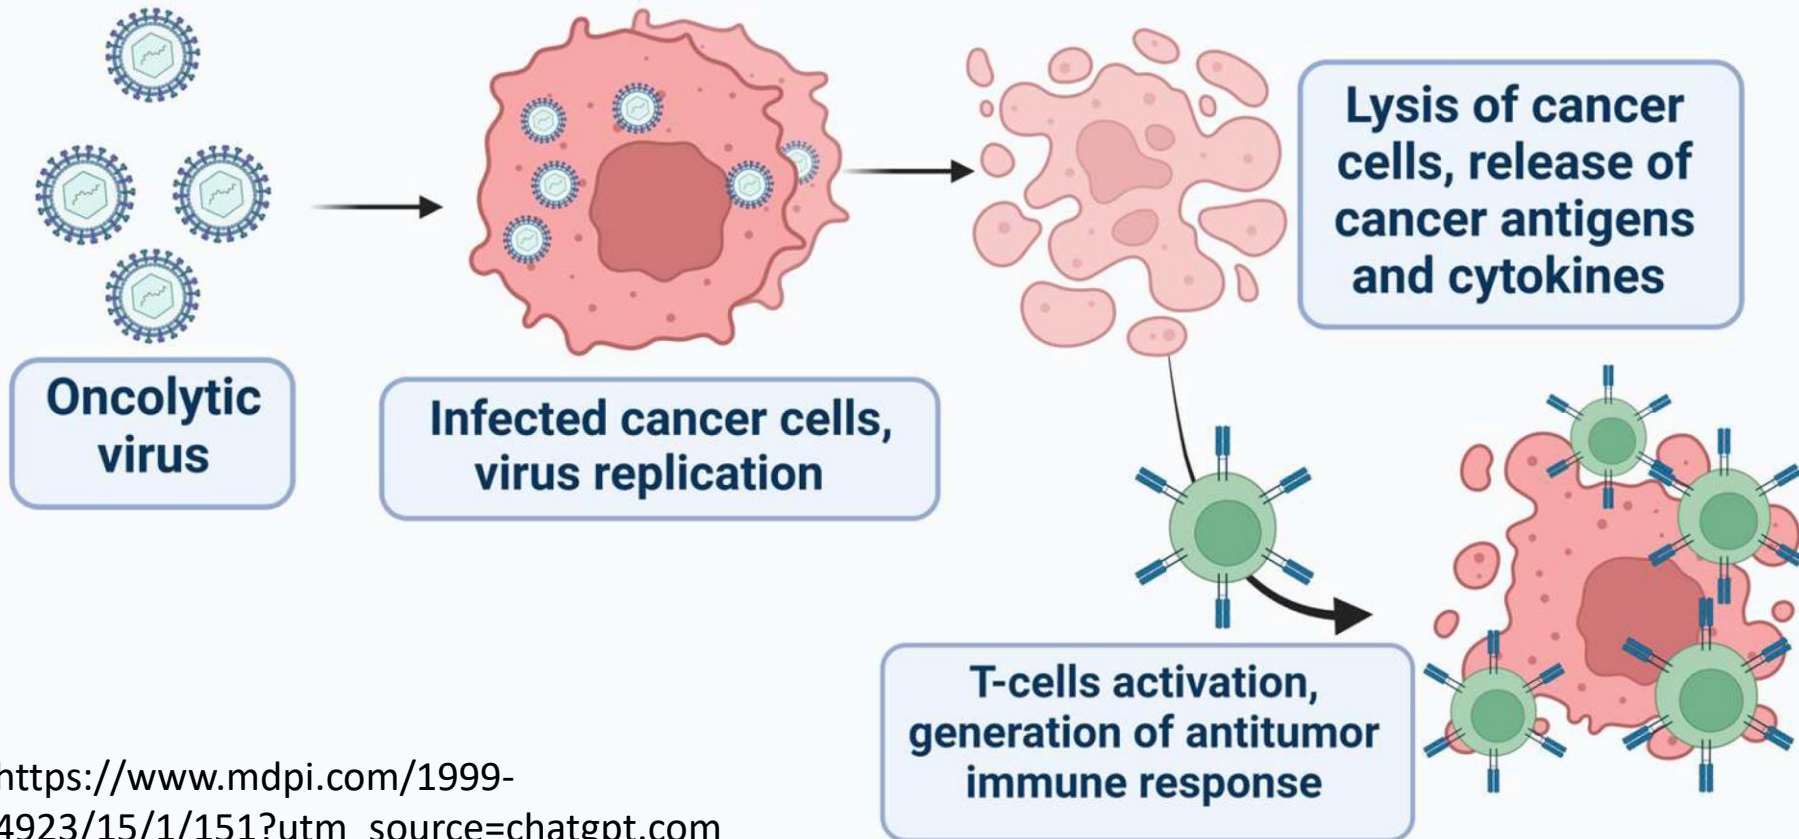 Oncolytic
virus
Infected cancer cells,
virus replication
Lysis of cancer
cells, release of
cancer antigens
and cytokines
T-cells activation,
generation of antitumor
immune response
https://www.mdpi.com/1999-
4923/15/1/151?utm_source=chatgpt.com